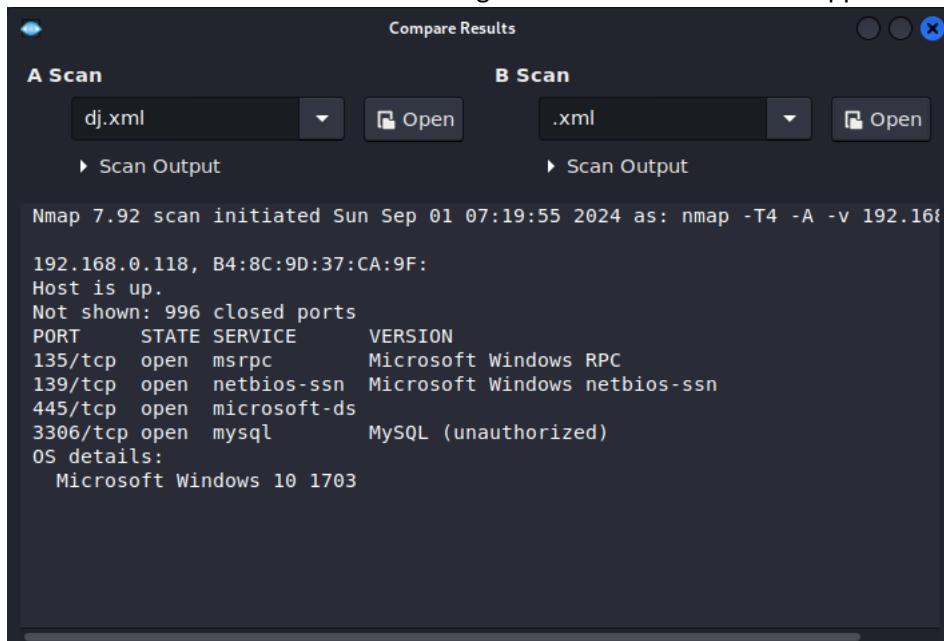 Compare Results
A Scan B Scan
dj.xml Open .xml Open
Scan Output Scan Output
Nmap 7.92 scan initiated Sun Sep 01 07:19:55 2024 as: nmap -T4 -A -v 192.168
192.168.0.118, B4:8C:9D:37:CA:9F:
Host is up.
Not shown: 996 closed ports
PORT STATE SERVICE VERSION
135/tcp open msrpc Microsoft Windows RPC
139/tcp open netbios-ssn Microsoft Windows netbios-ssn
445/tcp open microsoft-ds
3306/tcp open mysql MySQL (unauthorized)
OS details:
Microsoft Windows 10 1703